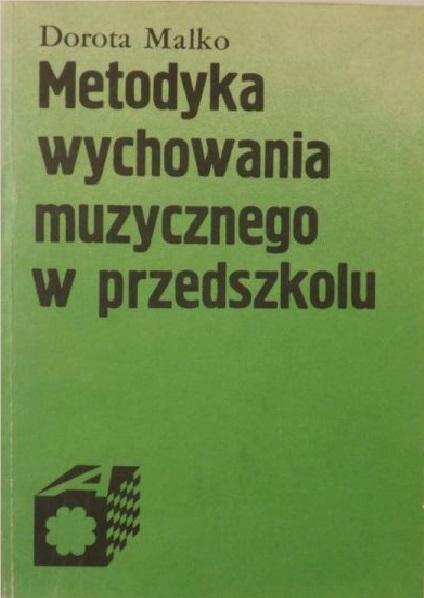 Dorota Malko
Metodyka
wychowania
muzycznego
w przedszkolu